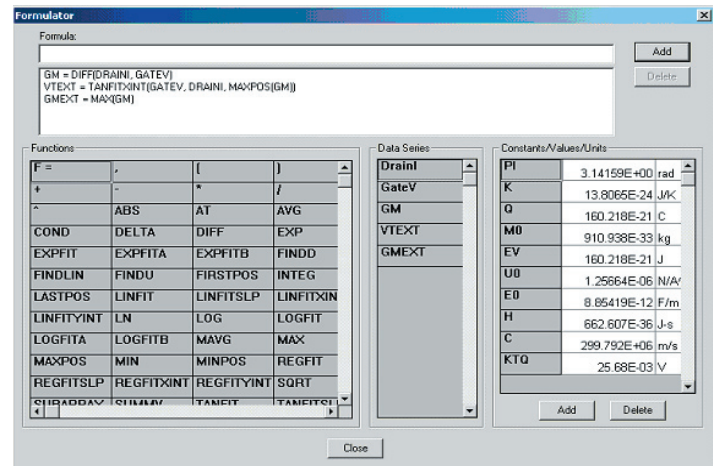 Formulator
Formula:
Add
Delete
GM = DIFF(DRAINI, GATEV)
VTEXT = TANFITXINT(GATEV, DRAINI, MAXPOS(GM))
GMEXT = MAX(GM)
Functions
F = , ( )
+ - * /
^ ABS AT AVG
COND DELTA DIFF EXP
EXPFIT EXPFITA EXPFITB FINDD
FINDLIN FINDU FIRSTPOS INTEG
LASTPOS LINFIT LINFITSLP LINFITXIN
LINFITYINT LN LOG LOGFIT
LOGFITA LOGFITB MAVG MAX
MAXPOS MIN MINPOS REGFIT
REGFITSLP REGFITXINT REGFITYINT SQRT
SUBARRAY SUMMV TANFIT TANFITSL
Data Series
DrainI
GateV
GM
VTEXT
GMEXT
Constants/Values/Units
PI 3.14159E+00 rad
K 13.8065E-24 J/K
Q 160.218E-21 C
M0 910.938E-33 kg
EV 160.218E-21 J
U0 1.25664E-06 N/A
E0 8.85419E-12 F/m
H 662.607E-36 J-s
C 299.792E+06 m/s
KTQ 25.68E-03 V
Add Delete
Close